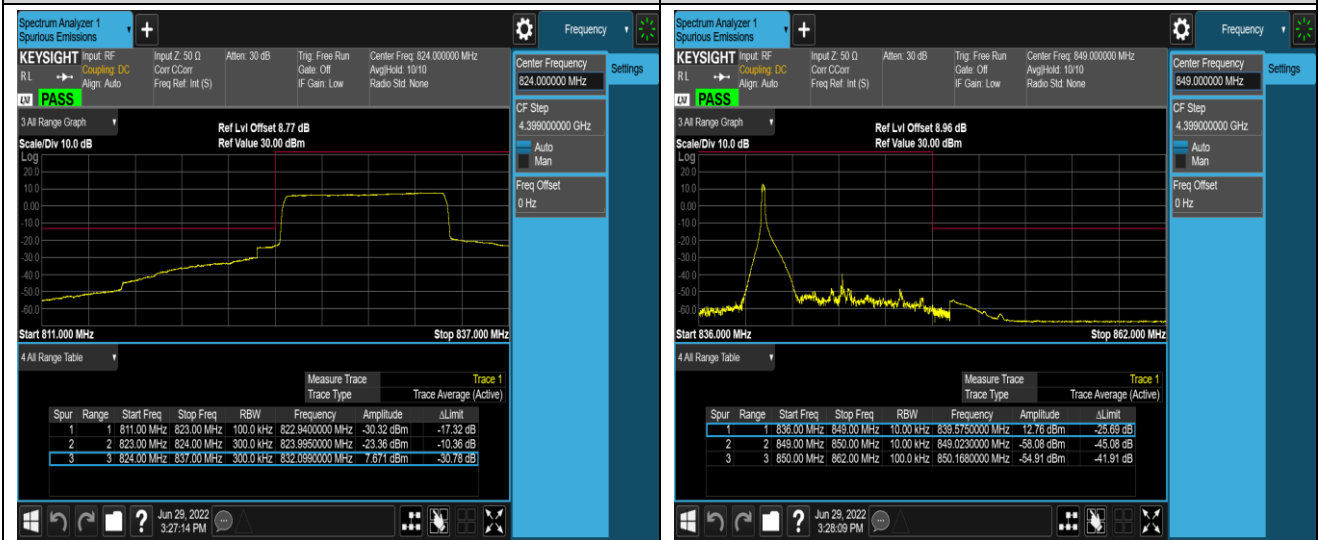 Spectrum Analyzer 1
Spurious Emissions
+
Frequency
KEYSIGHT Input: RF Input Z: 50 Ω Atten: 30 dB Trig: Free Run Center Freq: 824.000000 MHz
RL Coupling: DC Corr CCorr Gate: Off Avg|Hold: 10/10
Align: Auto Freq Ref: Int (S) IF Gain: Low Radio Std: None
LXI PASS
Center Frequency
824.000000 MHz
Settings
CF Step
4.399000000 GHz
Auto
Man
Freq Offset
0 Hz
3 All Range Graph
Ref Lvl Offset 8.77 dB
Scale/Div 10.0 dB Ref Value 30.00 dBm
Log
20.0
10.0
0.00
-10.0
-20.0
-30.0
-40.0
-50.0
-60.0
Start 811.000 MHz Stop 837.000 MHz
4 All Range Table
Measure Trace Trace 1
Trace Type Trace Average (Active)
Spur Range Start Freq Stop Freq RBW Frequency Amplitude ΔLimit
1 1 811.00 MHz 823.00 MHz 100.0 kHz 822.9400000 MHz -30.32 dBm -17.32 dB
2 2 823.00 MHz 824.00 MHz 300.0 kHz 823.9950000 MHz -23.36 dBm -10.36 dB
3 3 824.00 MHz 837.00 MHz 300.0 kHz 832.0990000 MHz 7.671 dBm -30.78 dB
? Jun 29, 2022
3:27:14 PM
Spectrum Analyzer 1
Spurious Emissions
+
Frequency
KEYSIGHT Input: RF Input Z: 50 Ω Atten: 30 dB Trig: Free Run Center Freq: 849.000000 MHz
RL Coupling: DC Corr CCorr Gate: Off Avg|Hold: 10/10
Align: Auto Freq Ref: Int (S) IF Gain: Low Radio Std: None
LXI PASS
Center Frequency
849.000000 MHz
Settings
CF Step
4.399000000 GHz
Auto
Man
Freq Offset
0 Hz
3 All Range Graph
Ref Lvl Offset 8.96 dB
Scale/Div 10.0 dB Ref Value 30.00 dBm
Log
20.0
10.0
0.00
-10.0
-20.0
-30.0
-40.0
-50.0
-60.0
Start 836.000 MHz Stop 862.000 MHz
4 All Range Table
Measure Trace Trace 1
Trace Type Trace Average (Active)
Spur Range Start Freq Stop Freq RBW Frequency Amplitude ΔLimit
1 1 836.00 MHz 849.00 MHz 10.00 kHz 839.5750000 MHz 12.76 dBm -25.69 dB
2 2 849.00 MHz 850.00 MHz 10.00 kHz 849.0230000 MHz -58.08 dBm -45.08 dB
3 3 850.00 MHz 862.00 MHz 100.0 kHz 850.1680000 MHz -54.91 dBm -41.91 dB
? Jun 29, 2022
3:28:09 PM